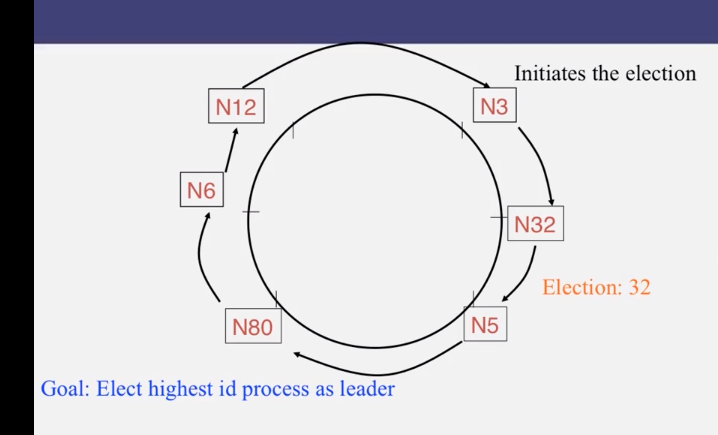 Initiates the election
N12
N3
N6
N32
Election: 32
N80
N5
Goal: Elect highest id process as leader